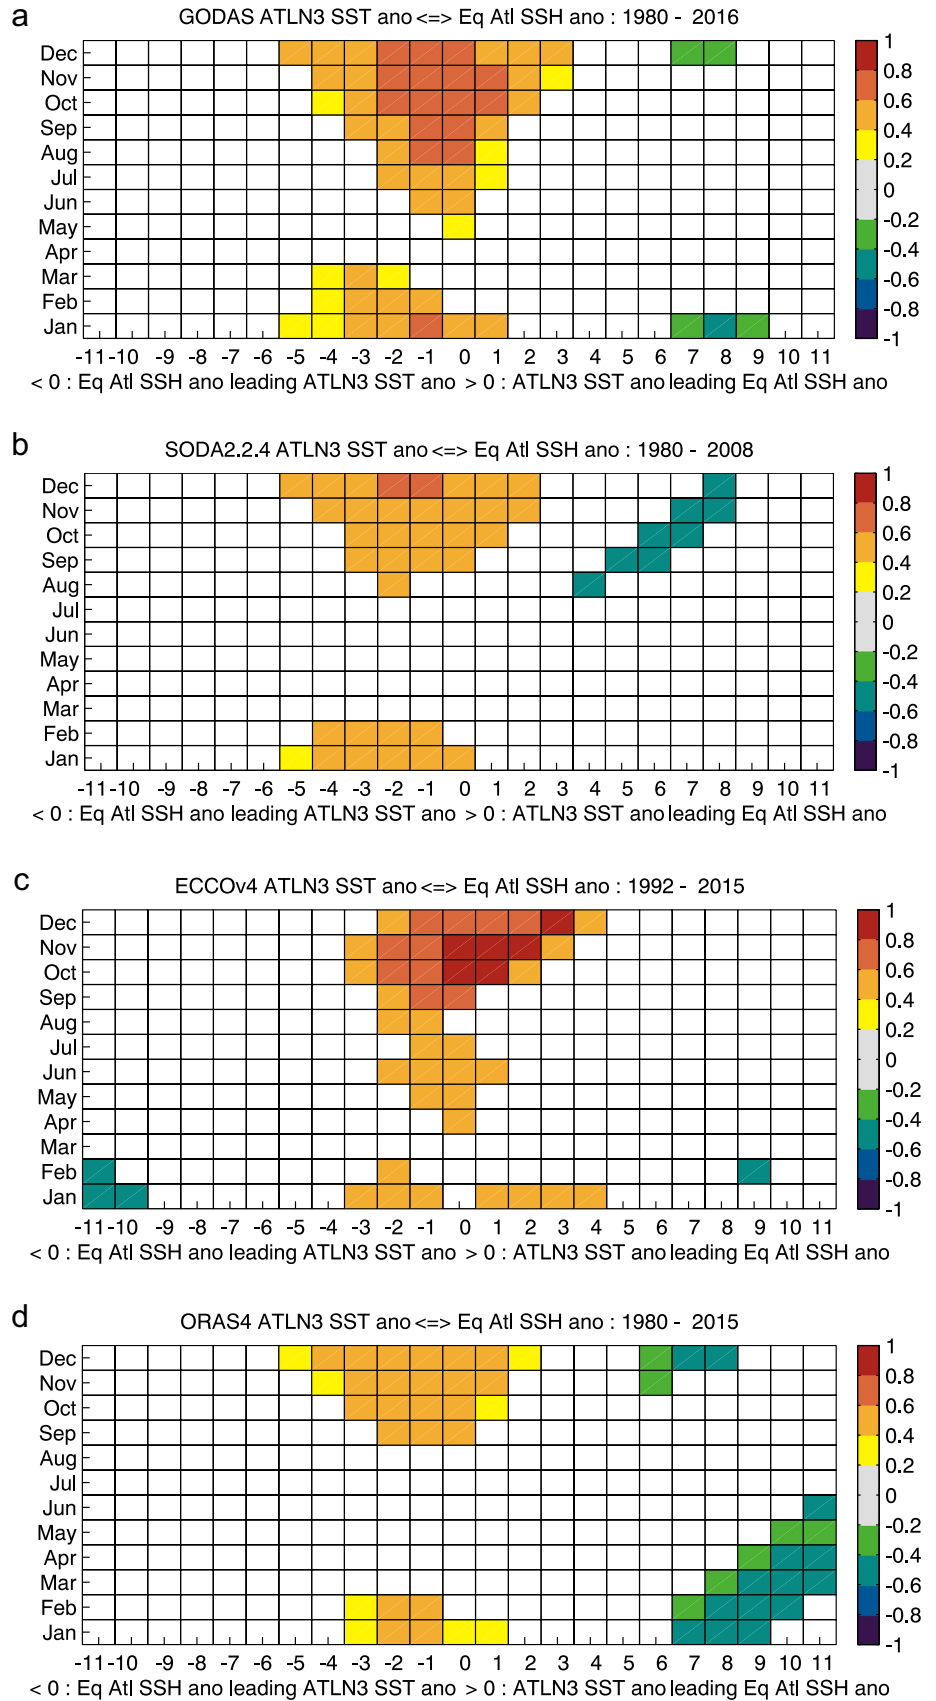 a
GODAS ATLN3 SST ano <=> Eq Atl SSH ano : 1980 - 2016
Dec
Nov
Oct
Sep
Aug
Jul
Jun
May
Apr
Mar
Feb
Jan
-11 -10 -9 -8 -7 -6 -5 -4 -3 -2 -1 0 1 2 3 4 5 6 7 8 9 10 11
< 0 : Eq Atl SSH ano leading ATLN3 SST ano > 0 : ATLN3 SST ano leading Eq Atl SSH ano
1
0.8
0.6
0.4
0.2
0
-0.2
-0.4
-0.6
-0.8
-1
b
SODA2.2.4 ATLN3 SST ano <=> Eq Atl SSH ano : 1980 - 2008
Dec
Nov
Oct
Sep
Aug
Jul
Jun
May
Apr
Mar
Feb
Jan
-11 -10 -9 -8 -7 -6 -5 -4 -3 -2 -1 0 1 2 3 4 5 6 7 8 9 10 11
< 0 : Eq Atl SSH ano leading ATLN3 SST ano > 0 : ATLN3 SST ano leading Eq Atl SSH ano
1
0.8
0.6
0.4
0.2
0
-0.2
-0.4
-0.6
-0.8
-1
c
ECCOv4 ATLN3 SST ano <=> Eq Atl SSH ano : 1992 - 2015
Dec
Nov
Oct
Sep
Aug
Jul
Jun
May
Apr
Mar
Feb
Jan
-11 -10 -9 -8 -7 -6 -5 -4 -3 -2 -1 0 1 2 3 4 5 6 7 8 9 10 11
< 0 : Eq Atl SSH ano leading ATLN3 SST ano > 0 : ATLN3 SST ano leading Eq Atl SSH ano
1
0.8
0.6
0.4
0.2
0
-0.2
-0.4
-0.6
-0.8
-1
d
ORAS4 ATLN3 SST ano <=> Eq Atl SSH ano : 1980 - 2015
Dec
Nov
Oct
Sep
Aug
Jul
Jun
May
Apr
Mar
Feb
Jan
-11 -10 -9 -8 -7 -6 -5 -4 -3 -2 -1 0 1 2 3 4 5 6 7 8 9 10 11
< 0 : Eq Atl SSH ano leading ATLN3 SST ano > 0 : ATLN3 SST ano leading Eq Atl SSH ano
1
0.8
0.6
0.4
0.2
0
-0.2
-0.4
-0.6
-0.8
-1